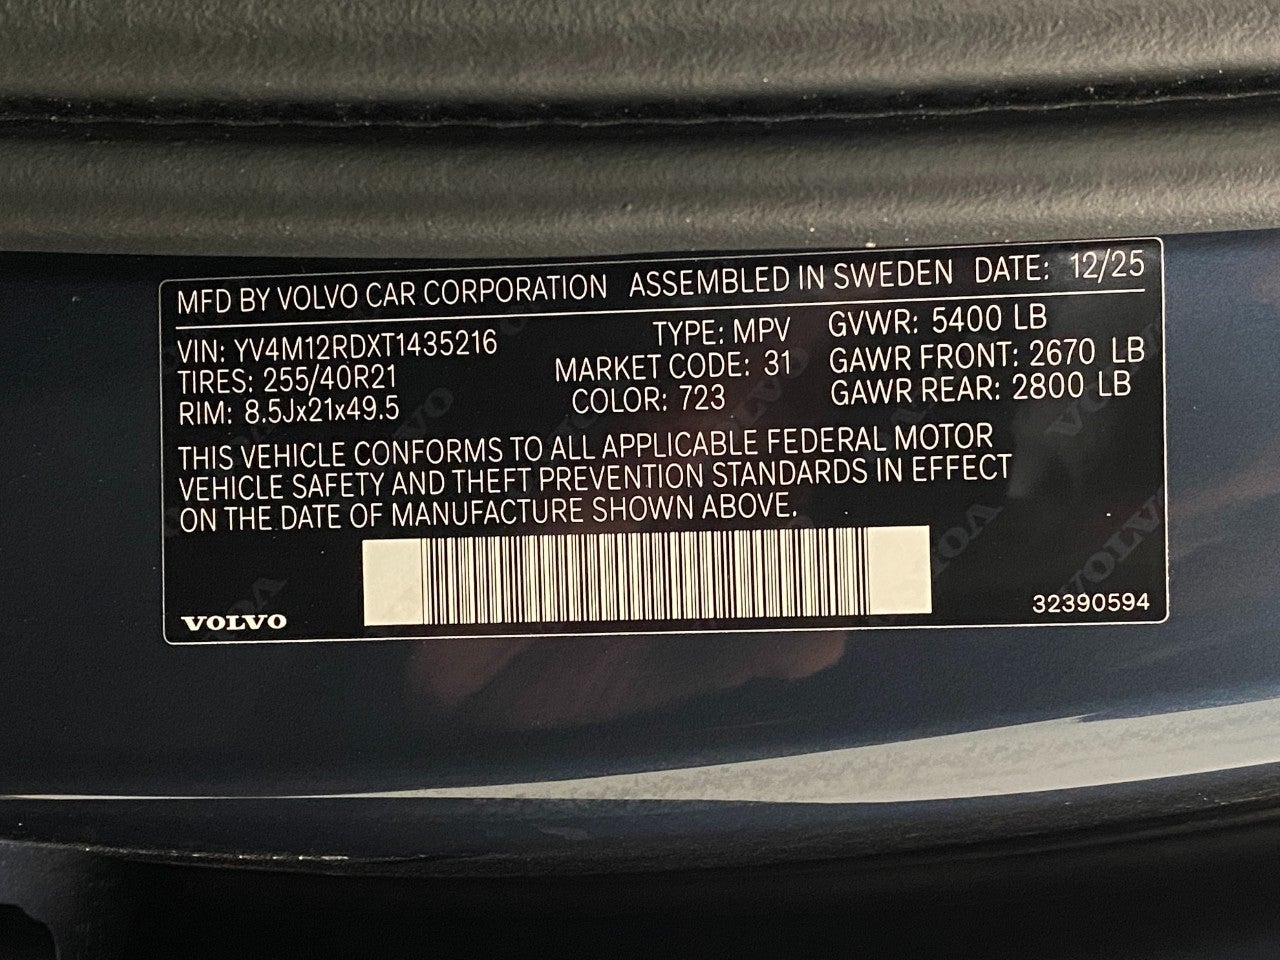 MFD BY VOLVO CAR CORPORATION ASSEMBLED IN SWEDEN DATE: 12/25
VIN: YV4M12RDXT1435216 TYPE: MPV GVWR: 5400 LB
TIRES: 255/40R21 MARKET CODE: 31 GAWR FRONT: 2670 LB
RIM: 8.5Jx21x49.5 COLOR: 723 GAWR REAR: 2800 LB
THIS VEHICLE CONFORMS TO ALL APPLICABLE FEDERAL MOTOR
VEHICLE SAFETY AND THEFT PREVENTION STANDARDS IN EFFECT
ON THE DATE OF MANUFACTURE SHOWN ABOVE.
VOLVO 32390594